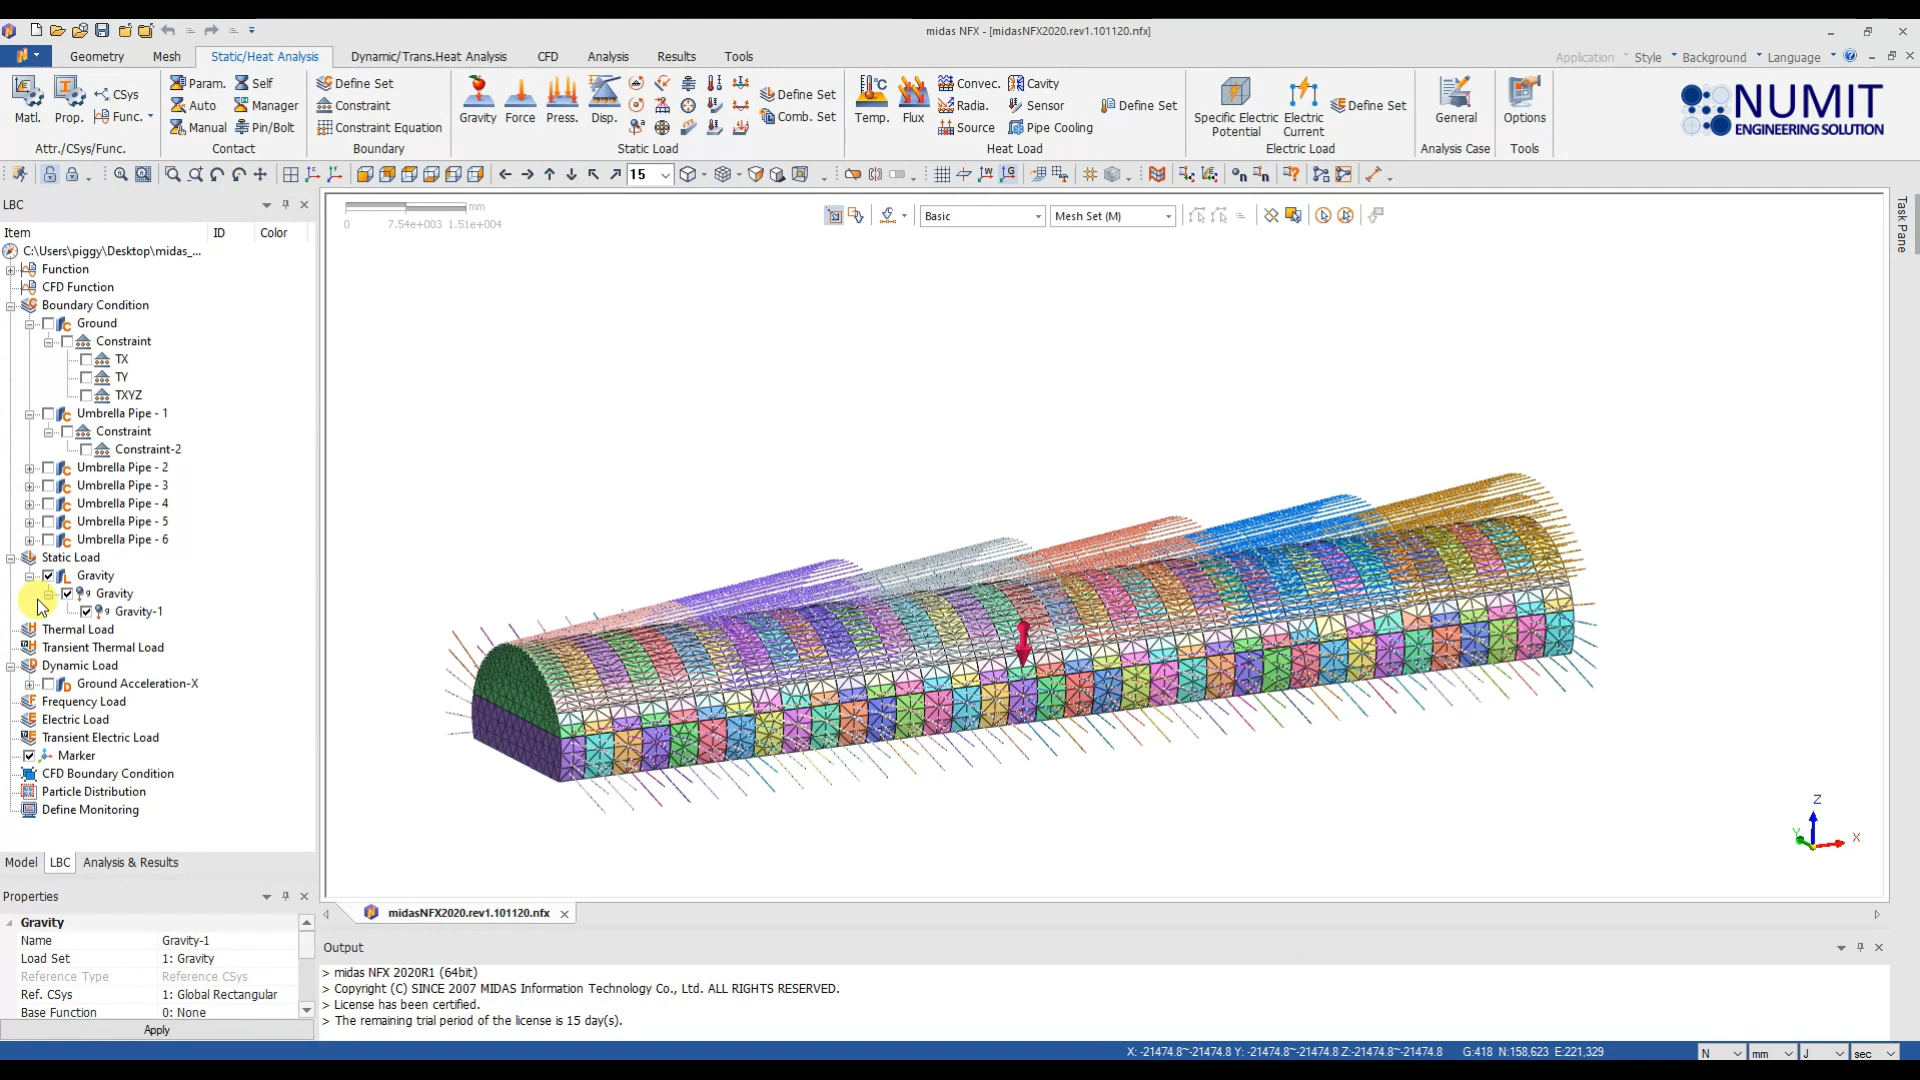 midas NFX - [midasNFX2020.rev1.101120.nfx]
Geometry Mesh Static/Heat Analysis Dynamic/Trans.Heat Analysis CFD Analysis Results Tools
Application Style Background Language
Matl. Prop. CSys Func.
Attr./CSys/Func.
Param. Self
Auto Manager
Manual Pin/Bolt
Contact
Define Set
Constraint
Constraint Equation
Boundary
Gravity Force Press. Disp. Define Set
Comb. Set
Static Load
Temp. Flux Convec. Cavity
Radia. Sensor Define Set
Source Pipe Cooling
Heat Load
Specific Electric Potential Electric Current Define Set
Electric Load
General
Analysis Case
Options
Tools
NUMIT
ENGINEERING SOLUTION
15
LBC
Item ID Color
C:\Users\piggy\Desktop\midas_...
Function
CFD Function
Boundary Condition
Ground
Constraint
TX
TY
TXYZ
Umbrella Pipe - 1
Constraint
Constraint-2
Umbrella Pipe - 2
Umbrella Pipe - 3
Umbrella Pipe - 4
Umbrella Pipe - 5
Umbrella Pipe - 6
Static Load
Gravity
Gravity
Gravity-1
Thermal Load
Transient Thermal Load
Dynamic Load
Ground Acceleration-X
Frequency Load
Electric Load
Transient Electric Load
Marker
CFD Boundary Condition
Particle Distribution
Define Monitoring
Model LBC Analysis & Results
Properties
Gravity
Name Gravity-1
Load Set 1: Gravity
Reference Type Reference CSys
Ref. CSys 1: Global Rectangular
Base Function 0: None
Apply
mm
0 7.54e+003 1.51e+004
Basic Mesh Set (M)
Task Pane
Z
Y
X
midasNFX2020.rev1.101120.nfx
Output
> midas NFX 2020R1 (64bit)
> Copyright (C) SINCE 2007 MIDAS Information Technology Co., Ltd. ALL RIGHTS RESERVED.
> License has been certified.
> The remaining trial period of the license is 15 day(s).
X: -21474.8~-21474.8 Y: -21474.8~-21474.8 Z:-21474.8~-21474.8 G:418 N:158,623 E:221,329
N mm J sec